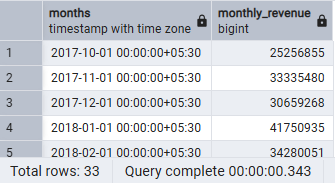 months
timestamp with time zone
monthly_revenue
bigint
1 2017-10-01 00:00:00+05:30 25256855
2 2017-11-01 00:00:00+05:30 33335480
3 2017-12-01 00:00:00+05:30 30659268
4 2018-01-01 00:00:00+05:30 41750935
5 2018-02-01 00:00:00+05:30 34280051
Total rows: 33 Query complete 00:00:00.343